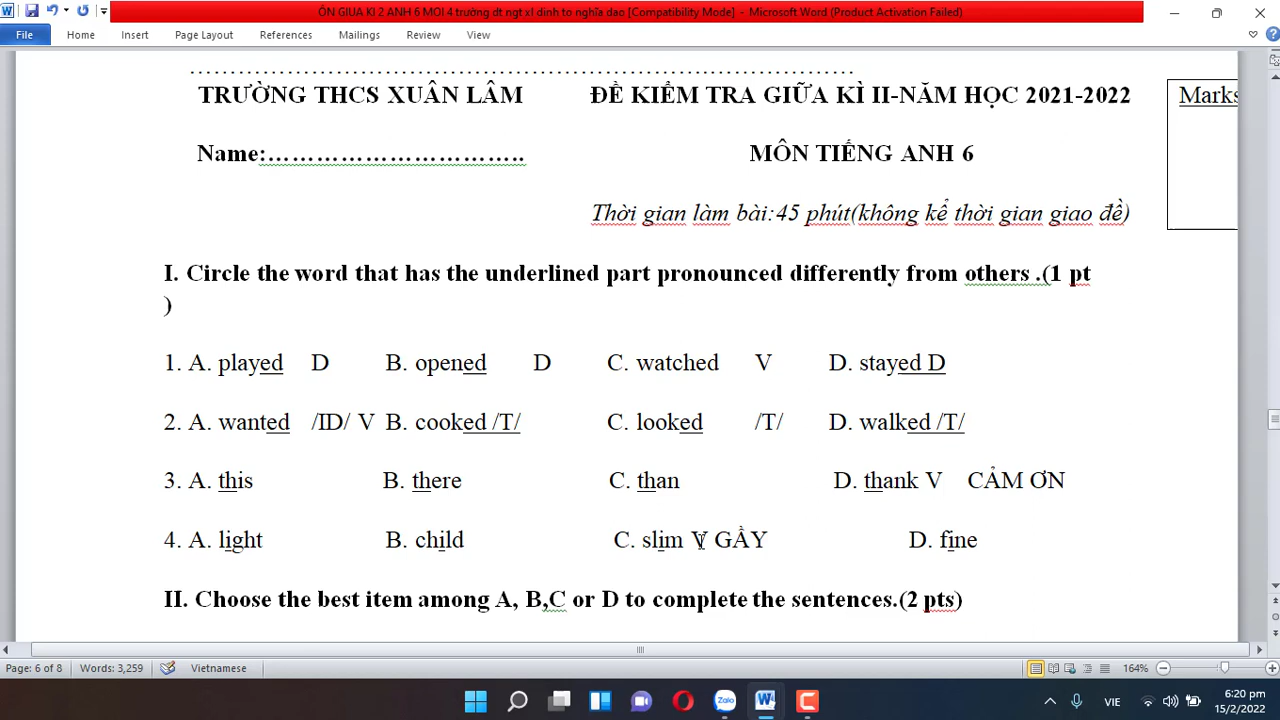 ÔN GIUA KI 2 ANH 6 MOI 4 trường dt ngt x1 dinh to nghĩa dao [Compatibility Mode] - Microsoft Word (Product Activation Failed)
File Home Insert Page Layout References Mailings Review View
TRƯỜNG THCS XUÂN LÂM ĐỀ KIỂM TRA GIỮA KÌ II-NĂM HỌC 2021-2022 Marks
Name:…………………………….. MÔN TIẾNG ANH 6
Thời gian làm bài:45 phút(không kể thời gian giao đề)
I. Circle the word that has the underlined part pronounced differently from others .(1 pt
)
1. A. played D B. opened D C. watched V D. stayed D
2. A. wanted /ID/ V B. cooked /T/ C. looked /T/ D. walked /T/
3. A. this B. there C. than D. thank V CẢM ƠN
4. A. light B. child C. slim V GẦY D. fine
II. Choose the best item among A, B,C or D to complete the sentences.(2 pts)
Page: 6 of 8 Words: 3,259 Vietnamese 164%
Zalo W VIE 6:20 pm
15/2/2022